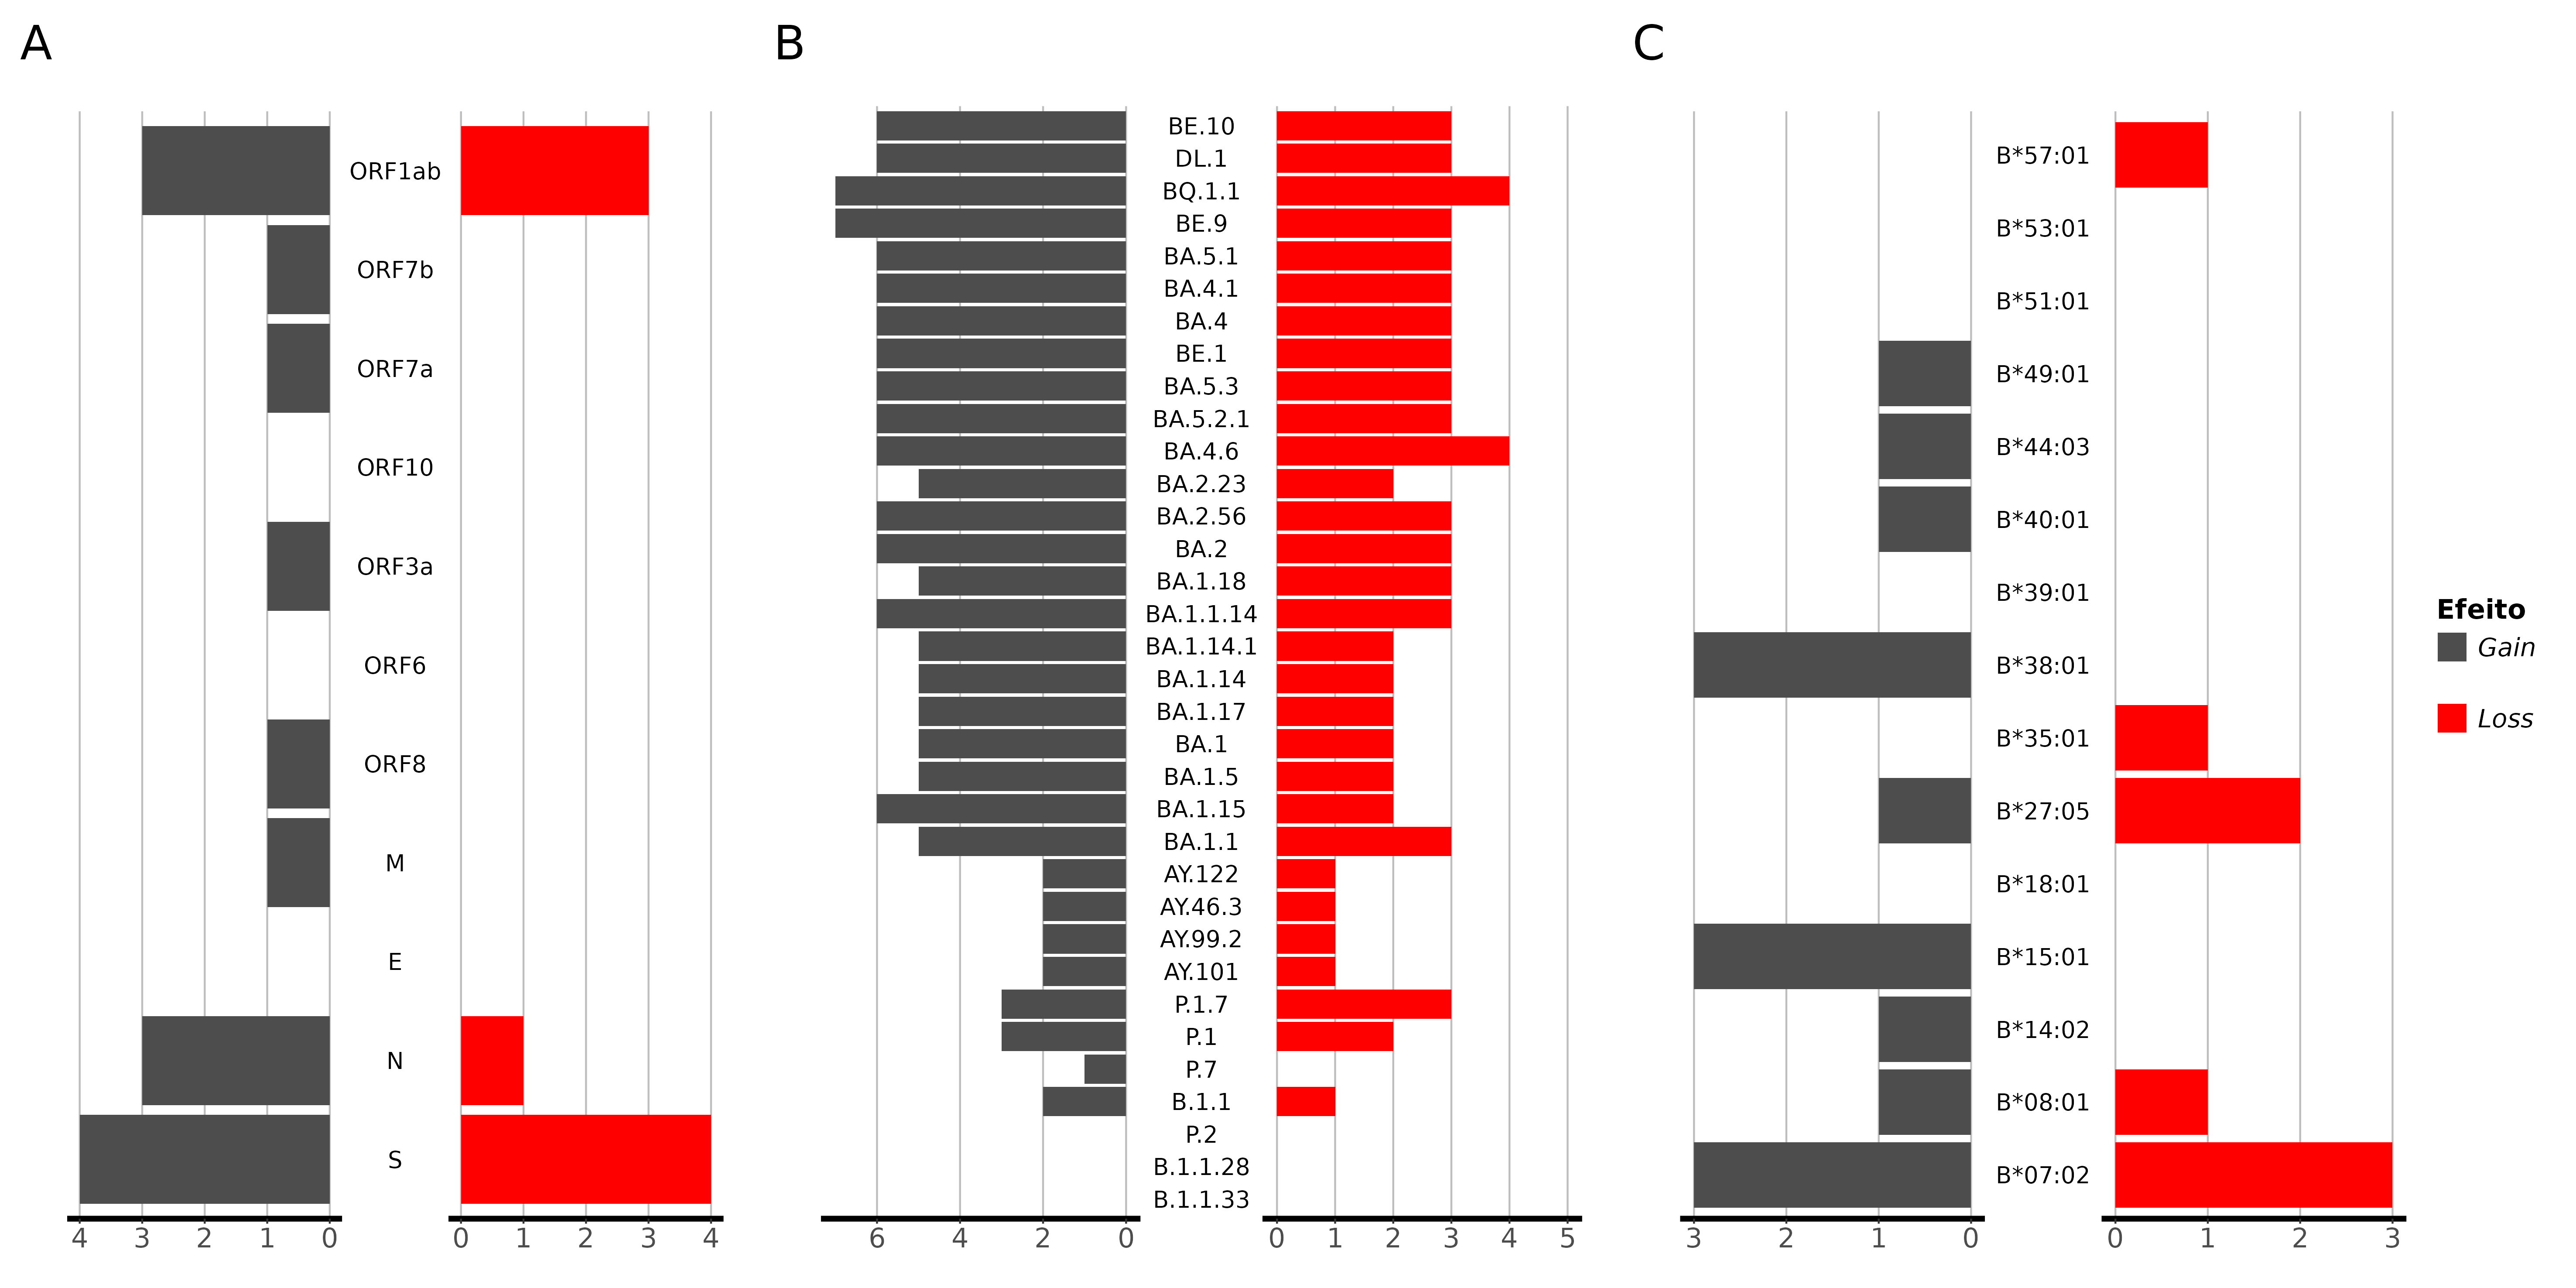 A
B
C
ORF1ab
ORF7b
ORF7a
ORF10
ORF3a
ORF6
ORF8
M
E
N
S
4 3 2 1 0
0 1 2 3 4
BE.10
DL.1
BQ.1.1
BE.9
BA.5.1
BA.4.1
BA.4
BE.1
BA.5.3
BA.5.2.1
BA.4.6
BA.2.23
BA.2.56
BA.2
BA.1.18
BA.1.1.14
BA.1.14.1
BA.1.14
BA.1.17
BA.1
BA.1.5
BA.1.15
BA.1.1
AY.122
AY.46.3
AY.99.2
AY.101
P.1.7
P.1
P.7
B.1.1
P.2
B.1.1.28
B.1.1.33
6 4 2 0
0 1 2 3 4 5
B*57:01
B*53:01
B*51:01
B*49:01
B*44:03
B*40:01
B*39:01
B*38:01
B*35:01
B*27:05
B*18:01
B*15:01
B*14:02
B*08:01
B*07:02
3 2 1 0
0 1 2 3
Efeito
Gain
Loss